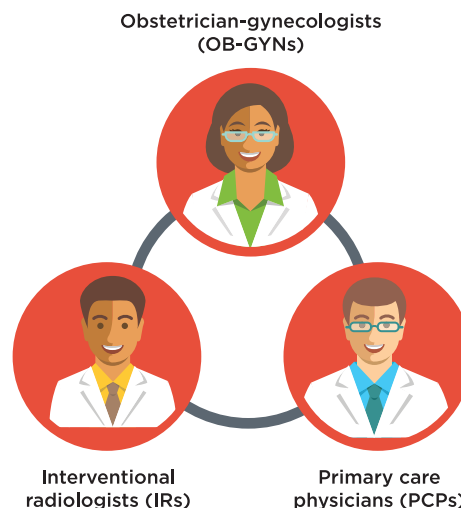 Obstetrician-gynecologists
(OB-GYNs)
Interventional
radiologists (IRs)
Primary care
physicians (PCPs)